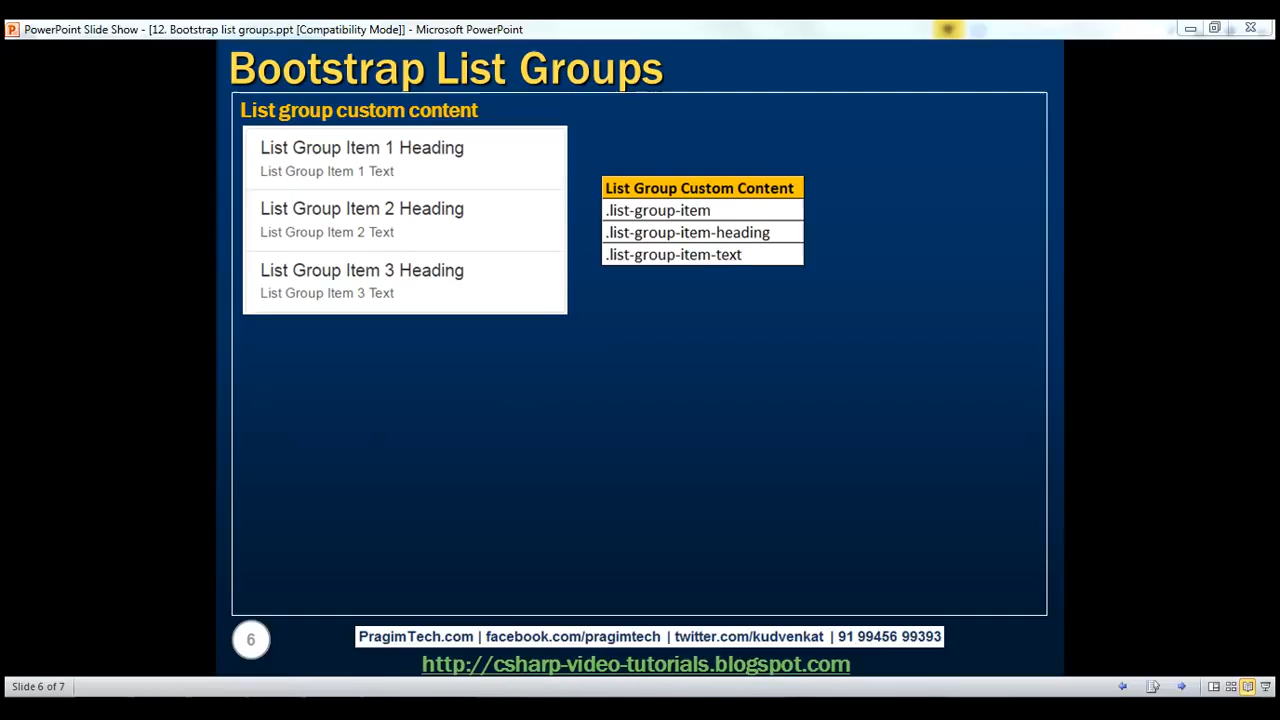 PowerPoint Slide Show - [12. Bootstrap list groups.ppt [Compatibility Mode]] - Microsoft PowerPoint
Bootstrap List Groups
List group custom content
List Group Item 1 Heading
List Group Item 1 Text
List Group Item 2 Heading
List Group Item 2 Text
List Group Item 3 Heading
List Group Item 3 Text
List Group Custom Content
.list-group-item
.list-group-item-heading
.list-group-item-text
6
PragimTech.com | facebook.com/pragimtech | twitter.com/kudvenkat | 91 99456 99393
http://csharp-video-tutorials.blogspot.com
Slide 6 of 7